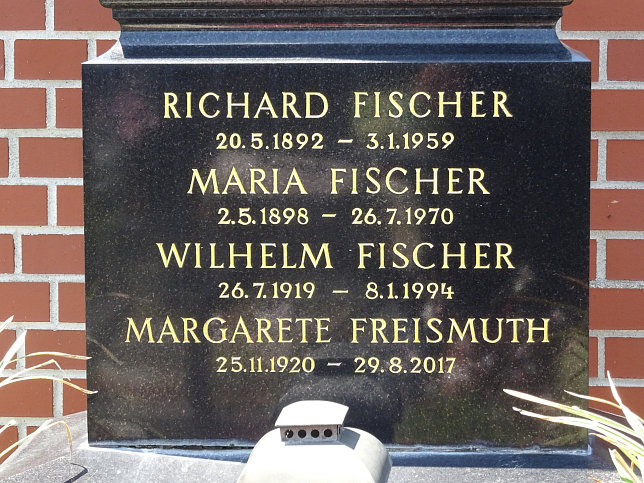 RICHARD FISCHER
20.5.1892 – 3.1.1959
MARIA FISCHER
2.5.1898 – 26.7.1970
WILHELM FISCHER
26.7.1919 – 8.1.1994
MARGARETE FREISMUTH
25.11.1920 – 29.8.2017